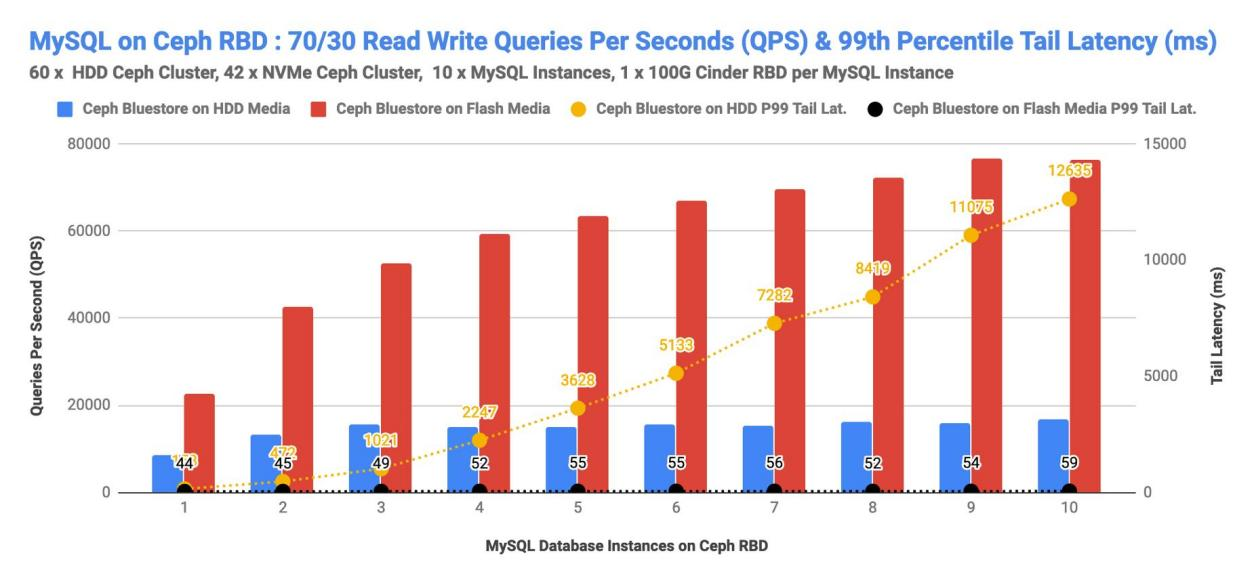 MySQL on Ceph RBD : 70/30 Read Write Queries Per Seconds (QPS) & 99th Percentile Tail Latency (ms)
60 x HDD Ceph Cluster, 42 x NVMe Ceph Cluster, 10 x MySQL Instances, 1 x 100G Cinder RBD per MySQL Instance
Ceph Bluestore on HDD Media Ceph Bluestore on Flash Media Ceph Bluestore on HDD P99 Tail Lat. Ceph Bluestore on Flash Media P99 Tail Lat.
80000 15000
12635
11075
60000
10000
8419
7282
40000
5133
5000
3628
20000
2247
1021
472
44 45 49 52 55 55 56 52 54 59
0 0
1 2 3 4 5 6 7 8 9 10
Queries Per Second (QPS)
Tail Latency (ms)
MySQL Database Instances on Ceph RBD